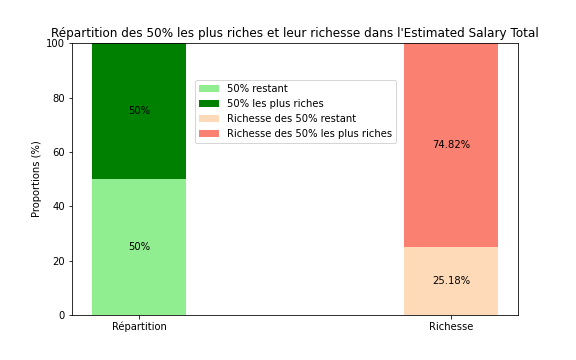 Répartition des 50% les plus riches et leur richesse dans l'Estimated Salary Total
Proportions (%)
100
80
60
40
20
0
50%
50%
50% restant
50% les plus riches
Richesse des 50% restant
Richesse des 50% les plus riches
74.82%
25.18%
Répartition
Richesse